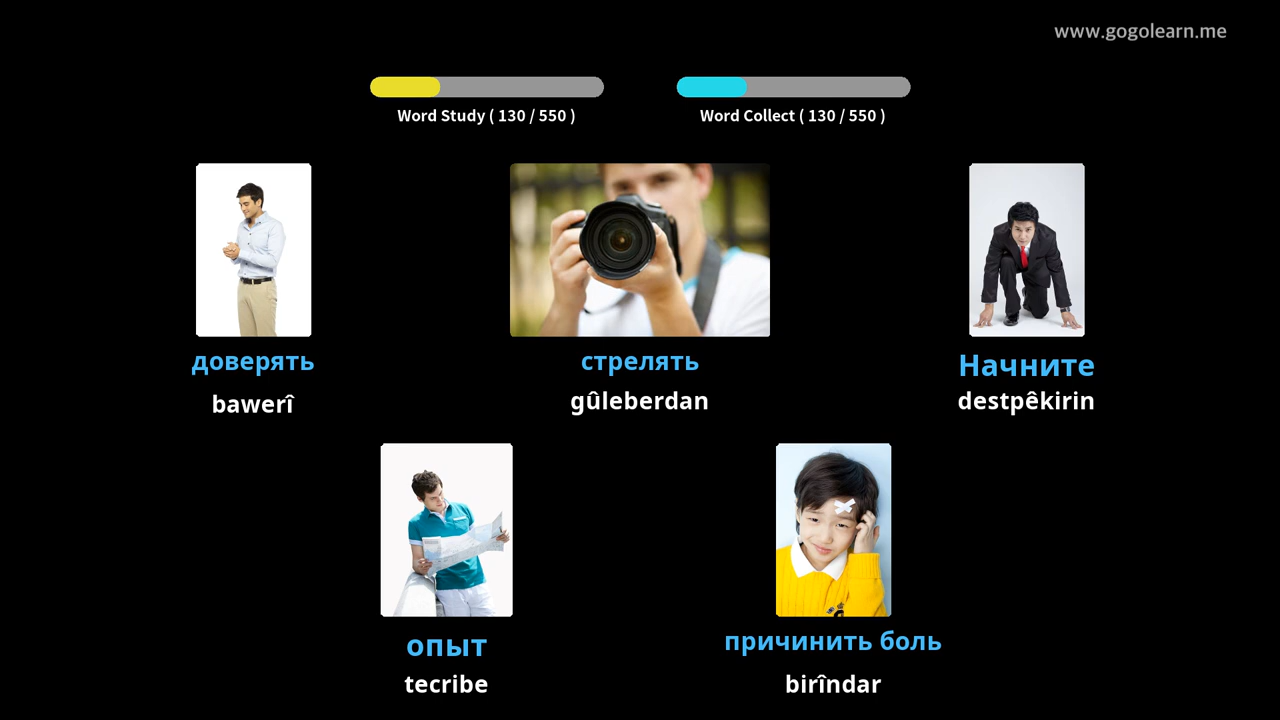 www.gogolearn.me
Word Study ( 130 / 550 )
Word Collect ( 130 / 550 )
доверять
стрелять
Начните
bawerî
gûleberdan
destpêkirin
опыт
причинить боль
tecribe
birîndar